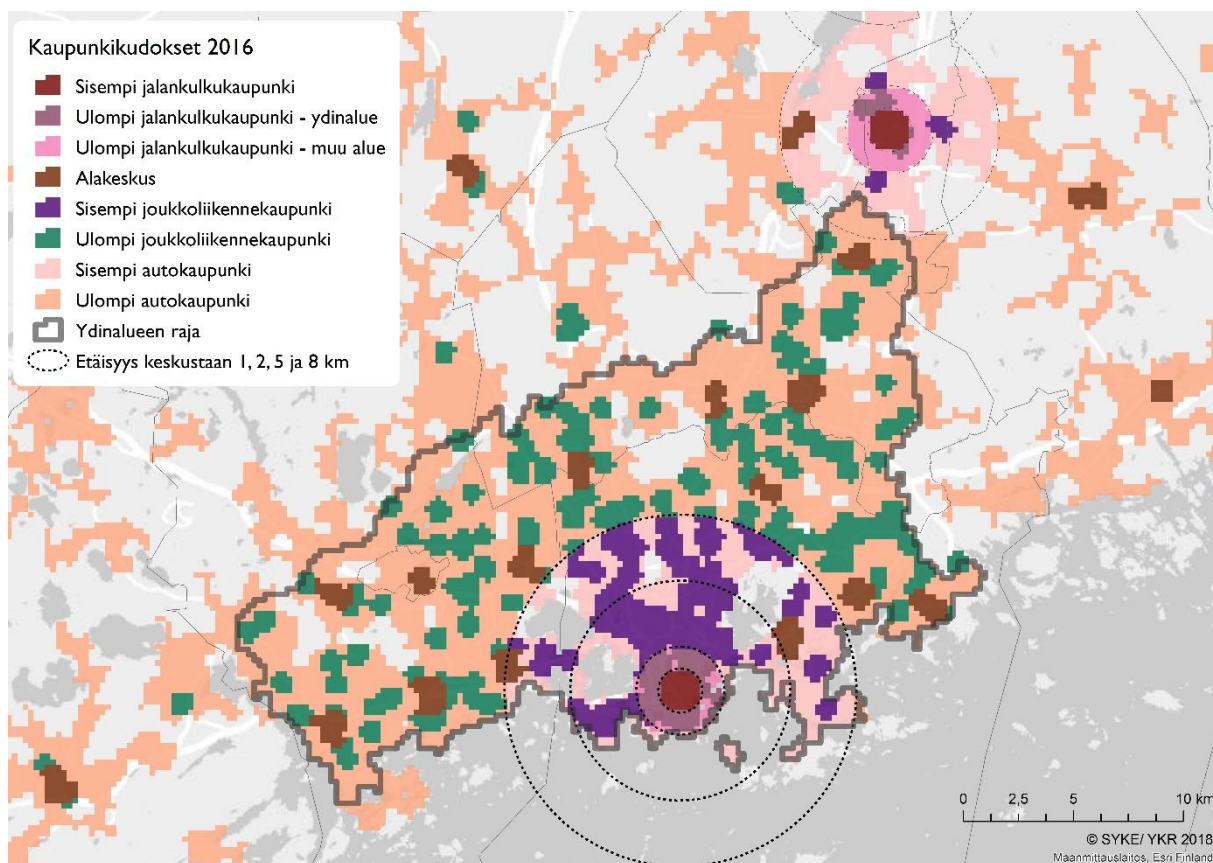 Kaupunkikudokset 2016
Sisempi jalankulkukaupunki
Ulompi jalankulkukaupunki - ydinalue
Ulompi jalankulkukaupunki - muu alue
Alakeskus
Sisempi joukkoliikennekaupunki
Ulompi joukkoliikennekaupunki
Sisempi autokaupunki
Ulompi autokaupunki
Ydinalueen raja
Etäisyys keskustaan 1, 2, 5 ja 8 km
0 2,5 5 10 km
© SYKE/ YKR 2018
Maanmittauslaitos, Esri Finland